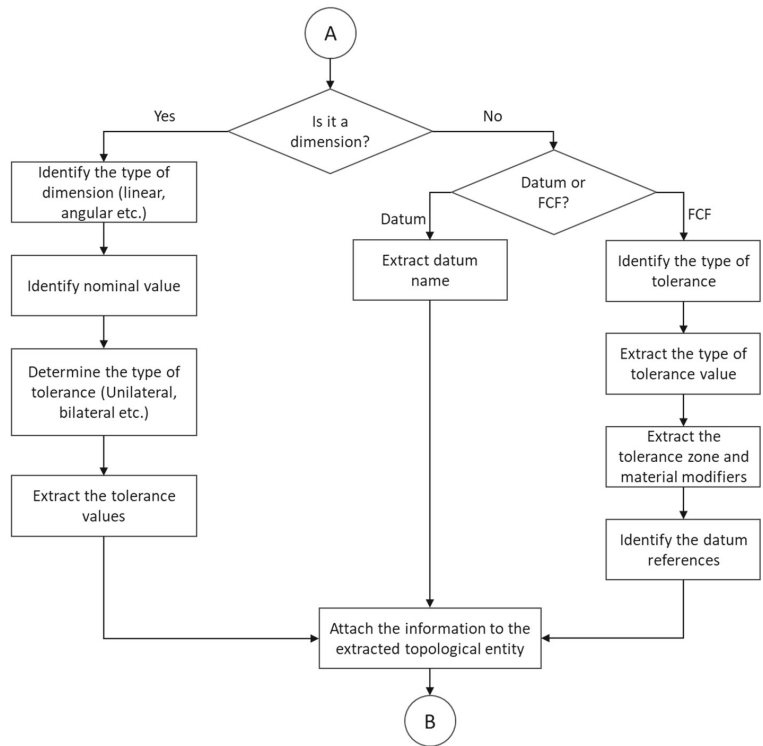 A
Is it a
dimension?
Yes
No
Identify the type of
dimension (linear,
angular etc.)
Identify nominal value
Determine the type of
tolerance (Unilateral,
bilateral etc.)
Extract the tolerance
values
Datum or
FCF?
Datum
FCF
Extract datum
name
Identify the type of
tolerance
Extract the type of
tolerance value
Extract the
tolerance zone and
material modifiers
Identify the datum
references
Attach the information to the
extracted topological entity
B